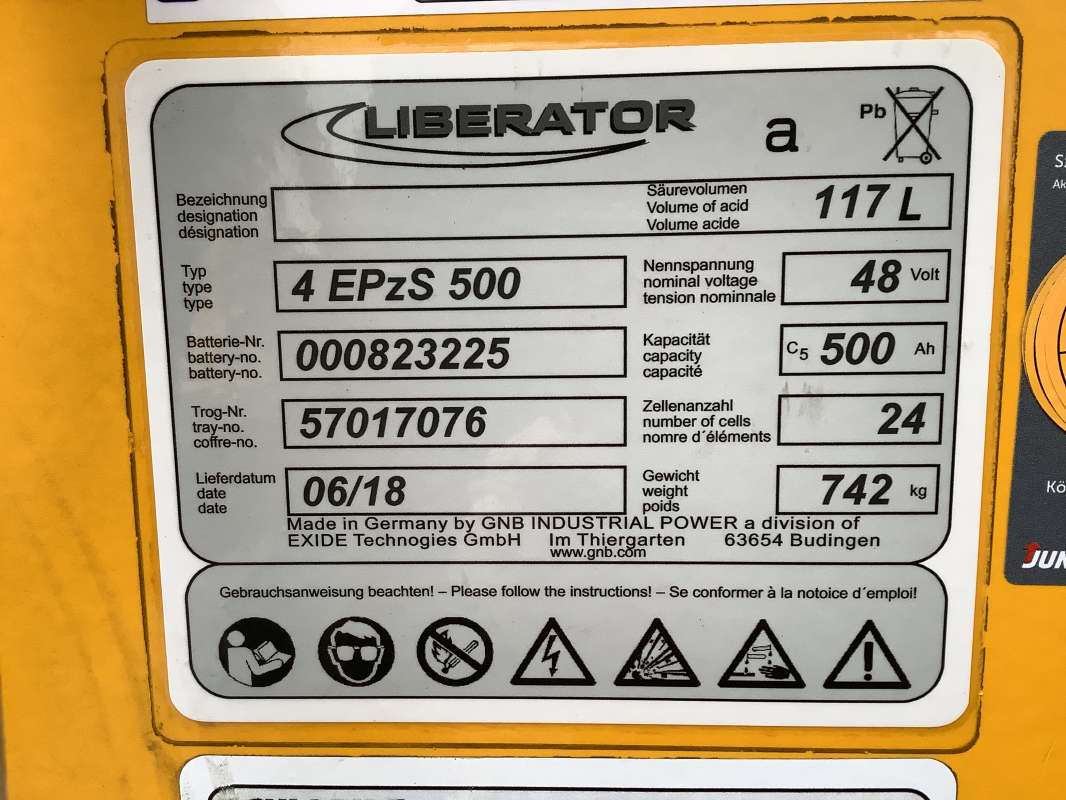 LIBERATOR
a
Pb
Bezeichnung
designation
désignation
Säurevolumen
Volume of acid
Volume acide
117 L
Typ
type
type
4 EPzS 500
Nennspannung
nominal voltage
tension nominnale
48 Volt
Batterie-Nr.
battery-no.
battery-no.
000823225
Kapazität
capacity
capacité
C5 500 Ah
Trog-Nr.
tray-no.
coffre-no.
57017076
Zellenanzahl
number of cells
nomre d´éléments
24
Lieferdatum
date
date
06/18
Gewicht
weight
poids
742 kg
Made in Germany by GNB INDUSTRIAL POWER a division of
EXIDE Technogies GmbH Im Thiergarten 63654 Budingen
www.gnb.com
Gebrauchsanweisung beachten! – Please follow the instructions! – Se conformer à la notoice d´emploi!